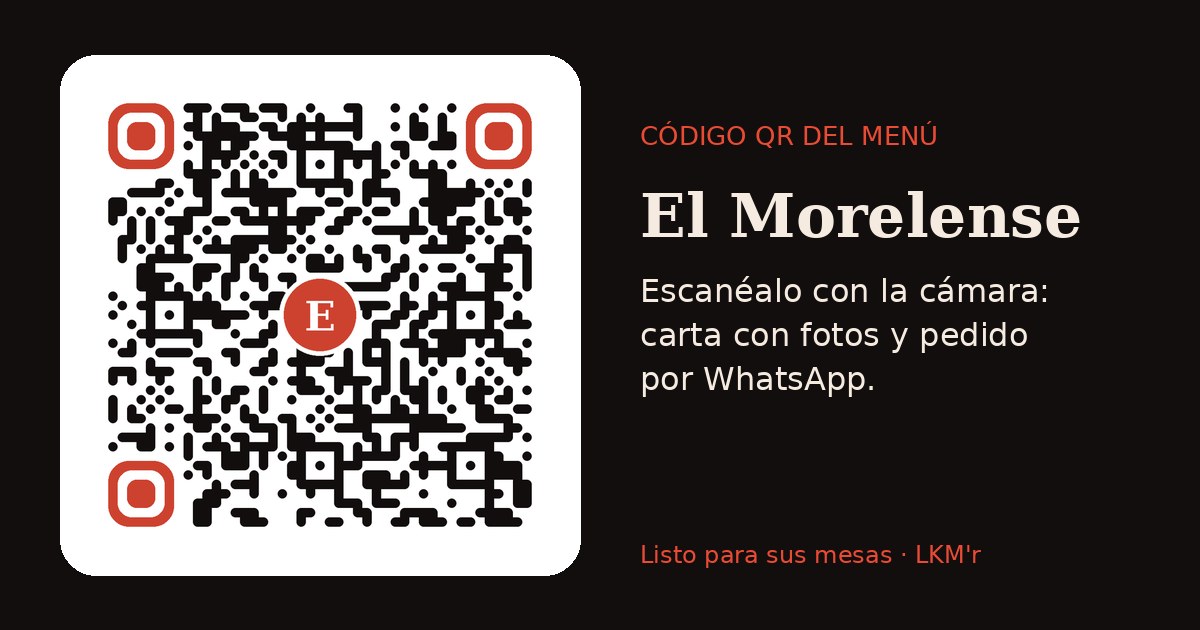 E
CÓDIGO QR DEL MENÚ
El Morelense
Escanéalo con la cámara:
carta con fotos y pedido
por WhatsApp.
Listo para sus mesas · LKM'r